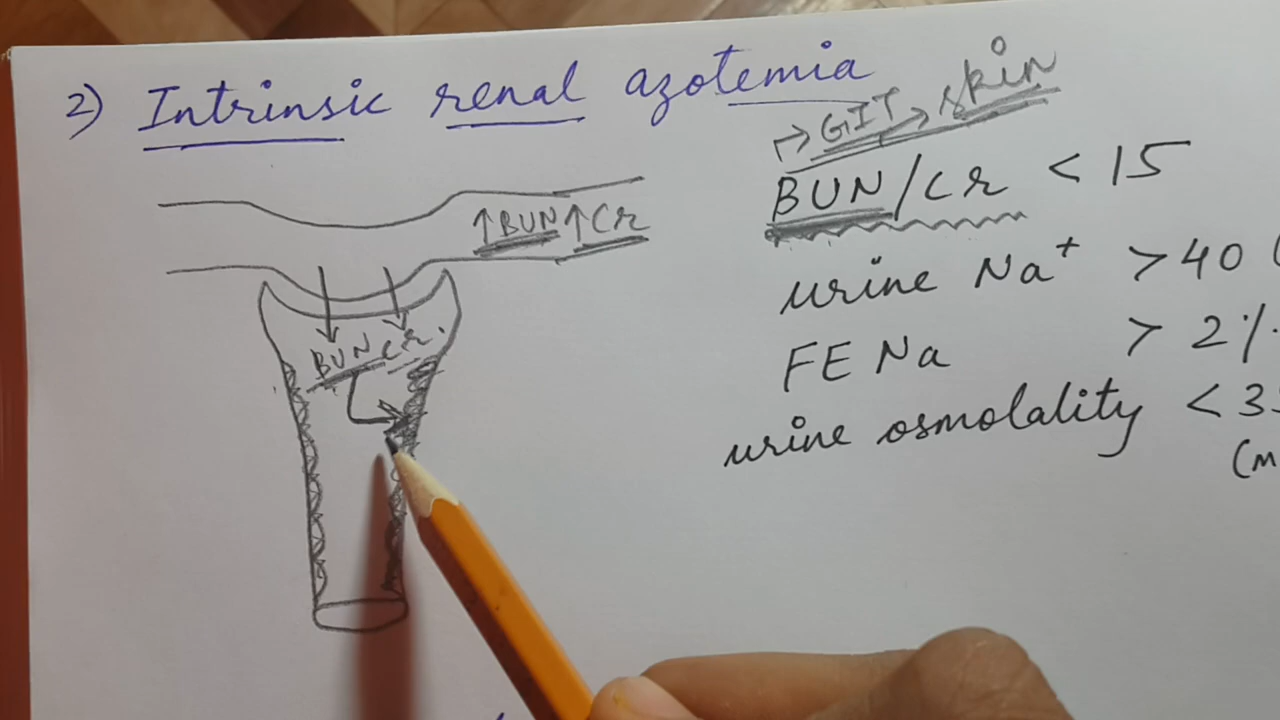 2) Intrinsic renal azotemia
→ GIT → skin
BUN/Cr < 15
↑BUN ↑Cr
urine Na⁺ > 40 (
BUN Cr
FE Na > 2%
urine osmolality < 3
(m